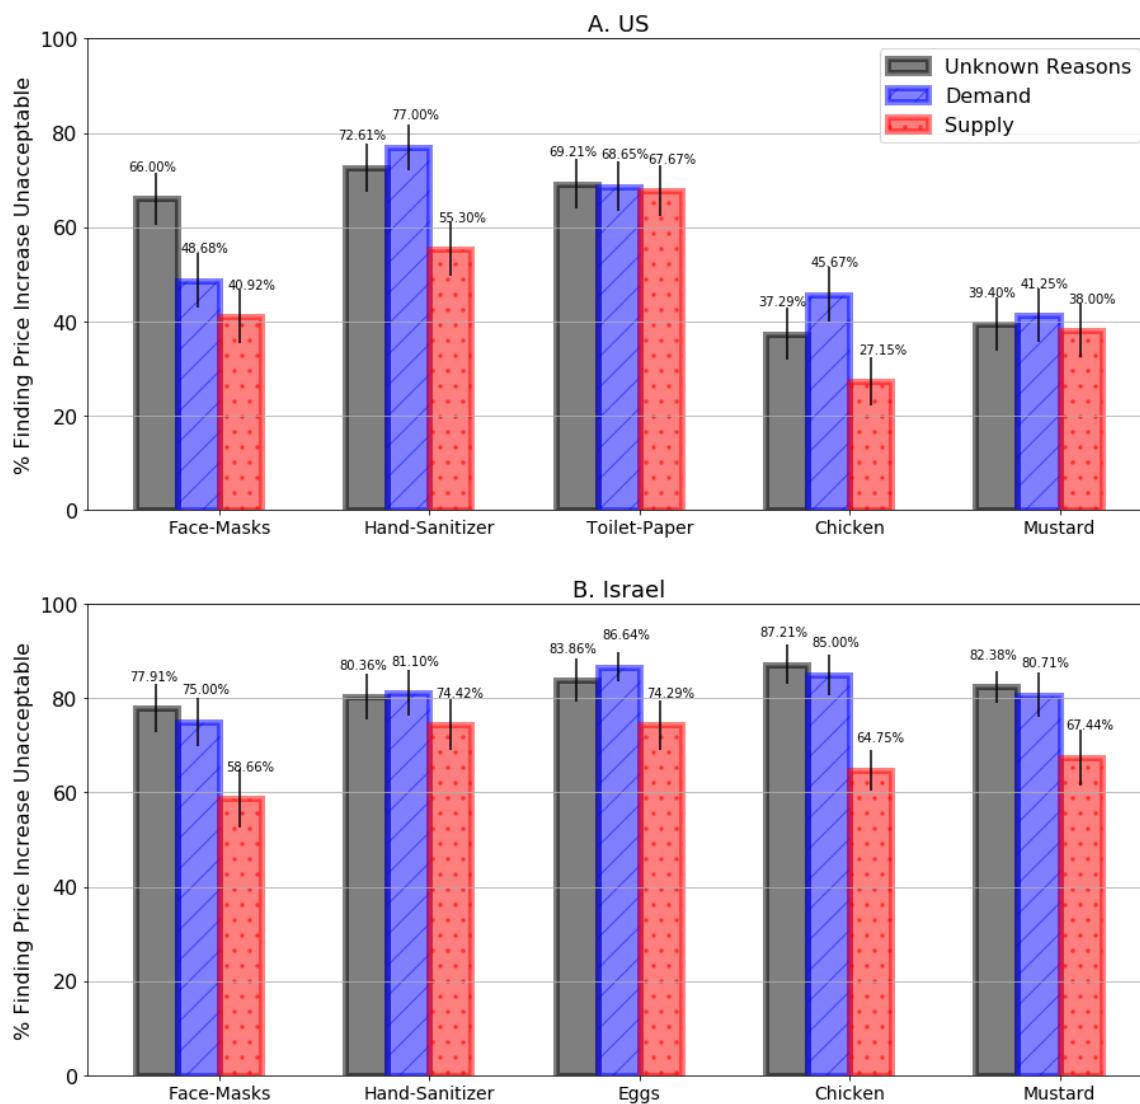 A. US
% Finding Price Increase Unacceptable
100
80
60
40
20
0
Unknown Reasons
Demand
Supply
66.00%
48.68%
40.92%
72.61%
77.00%
55.30%
69.21%
68.65%
67.67%
37.29%
45.67%
27.15%
39.40%
41.25%
38.00%
Face-Masks
Hand-Sanitizer
Toilet-Paper
Chicken
Mustard
B. Israel
% Finding Price Increase Unacceptable
100
80
60
40
20
0
77.91%
75.00%
58.66%
80.36%
81.10%
74.42%
83.86%
86.64%
74.29%
87.21%
85.00%
64.75%
82.38%
80.71%
67.44%
Face-Masks
Hand-Sanitizer
Eggs
Chicken
Mustard